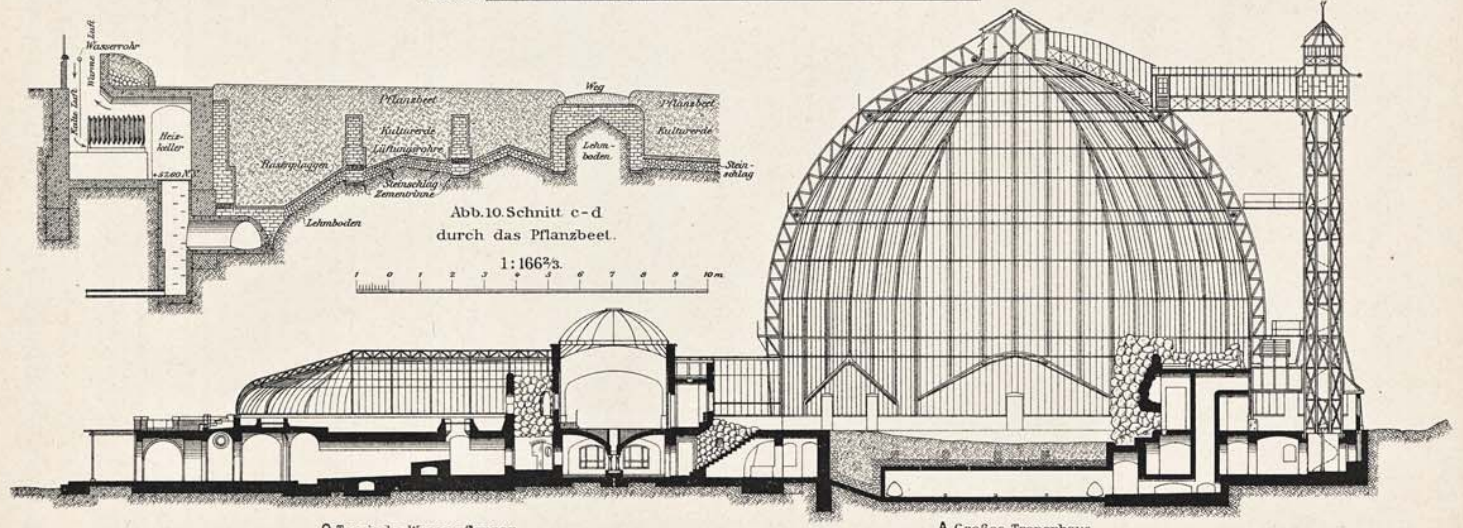 Wasserrohr
Warme Luft
Kalte Luft
Heiz-
keller
+52.60 N.N.
Pflanzbeet
Weg
Pflanzbeet
Kulturerde
Kulturerde
Lüftungsrohre
Rasenplaggen
Lehm-
boden
Stein-
schlag
Steinschlag
Zementrinne
Lehmboden
Abb.10. Schnitt c-d
durch das Pflanzbeet.
1:166⅔.
1 0 1 2 3 4 5 6 7 8 9 10 m
A Großes Tropenhaus